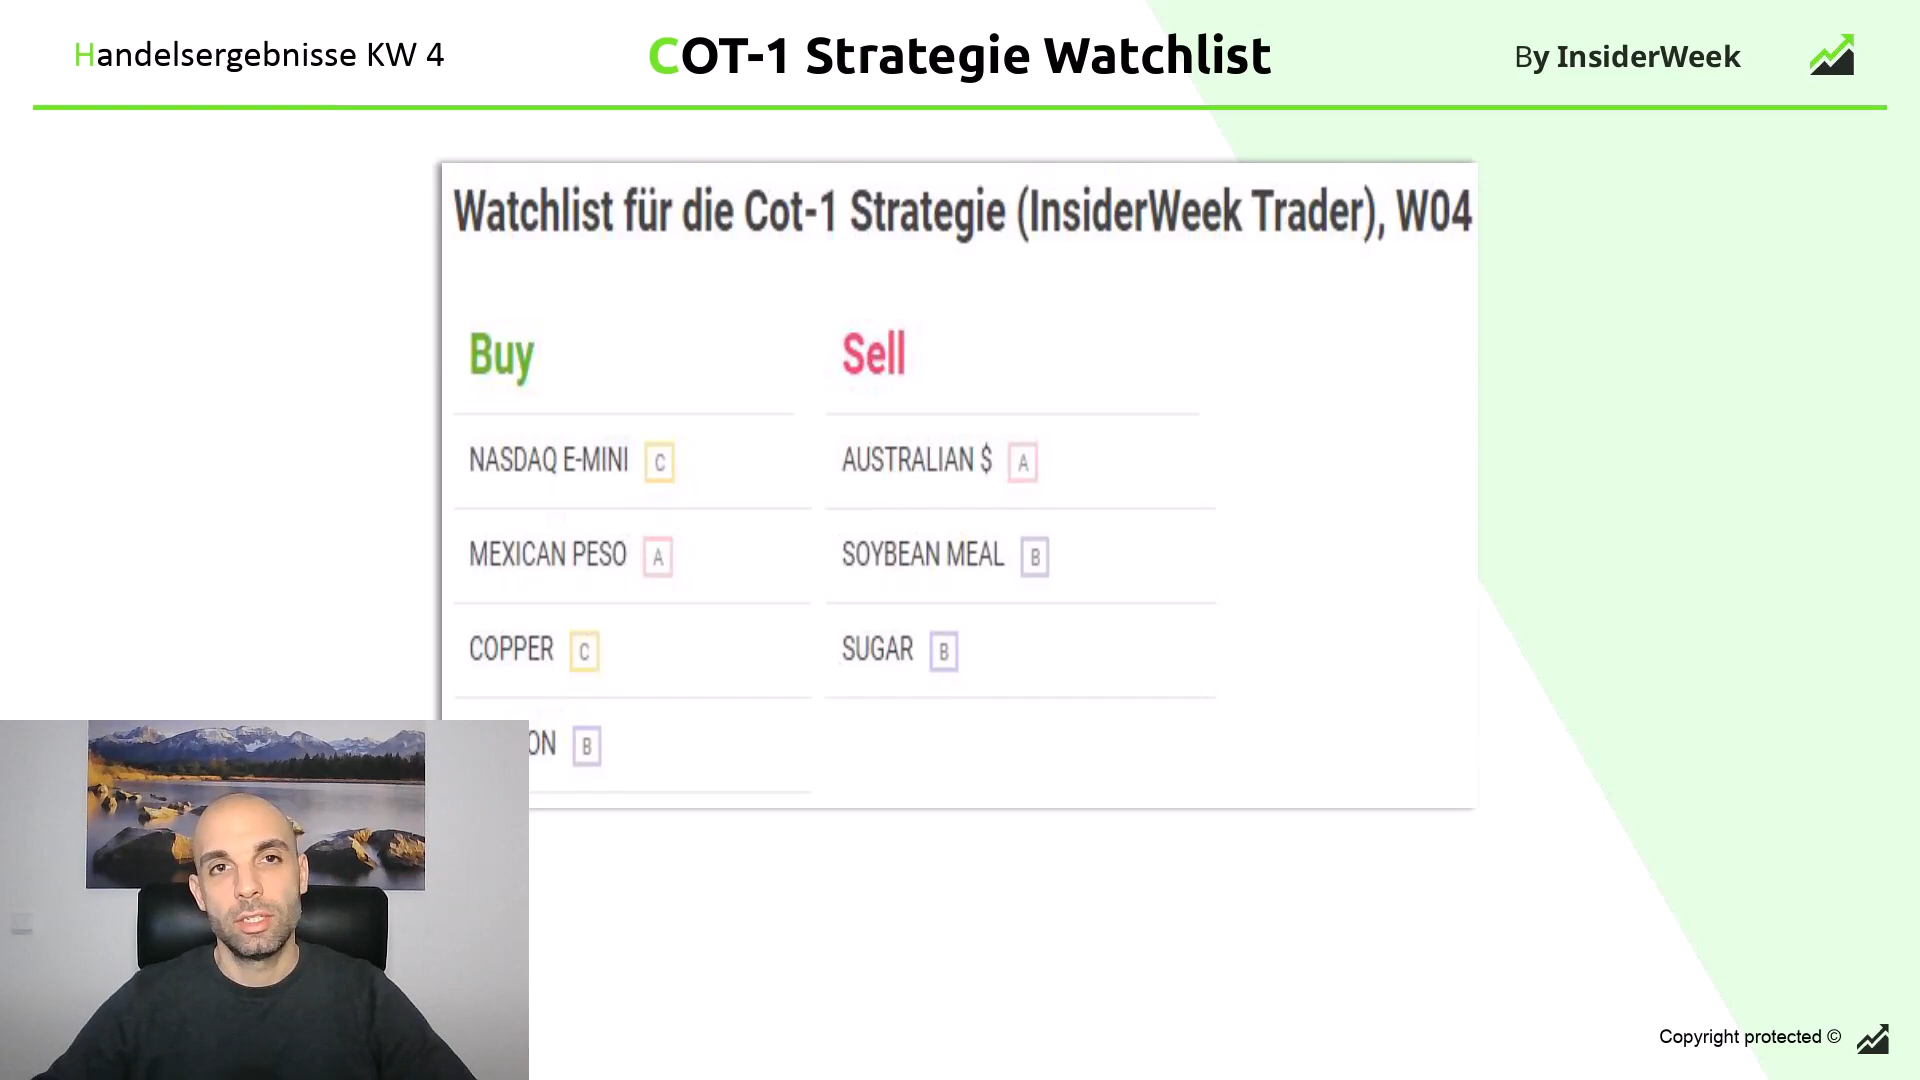 Handelsergebnisse KW 4
COT-1 Strategie Watchlist
By InsiderWeek
Watchlist für die Cot-1 Strategie (InsiderWeek Trader), W04
Buy
Sell
NASDAQ E-MINI C
AUSTRALIAN $ A
MEXICAN PESO A
SOYBEAN MEAL B
COPPER C
SUGAR B
ON B
Copyright protected ©